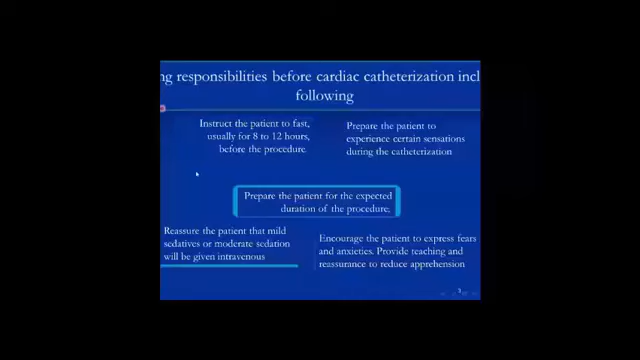 ng responsibilities before cardiac catheterization incl
following
Instruct the patient to fast,
usually for 8 to 12 hours,
before the procedure.
Prepare the patient to
experience certain sensations
during the catheterization
Prepare the patient for the expected
duration of the procedure;
Reassure the patient that mild
sedatives or moderate sedation
will be given intravenous
Encourage the patient to express fears
and anxieties. Provide teaching and
reassurance to reduce apprehension
3